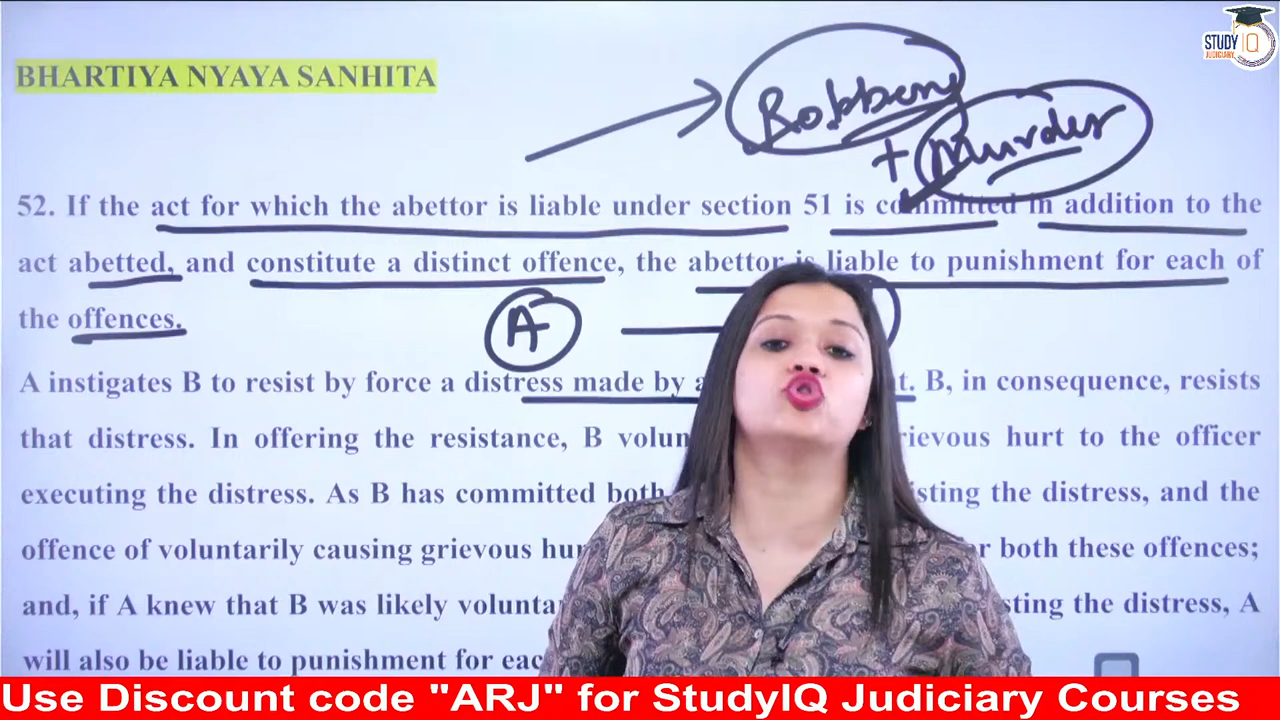 STUDY IQ
JUDICIARY
BHARTIYA NYAYA SANHITA
Robbery
+ Murder
52. If the act for which the abettor is liable under section 51 is committed in addition to the
act abetted, and constitute a distinct offence, the abettor is liable to punishment for each of
the offences.
A
A instigates B to resist by force a distress made by a B, in consequence, resists
that distress. In offering the resistance, B rievous hurt to the officer
executing the distress. As B has committed both the distress, and the
offence of voluntarily causing grievous both these offences;
and, if A knew that B was likely the distress, A
will also be liable to punishment for
Use Discount code "ARJ" for StudyIQ Judiciary Courses